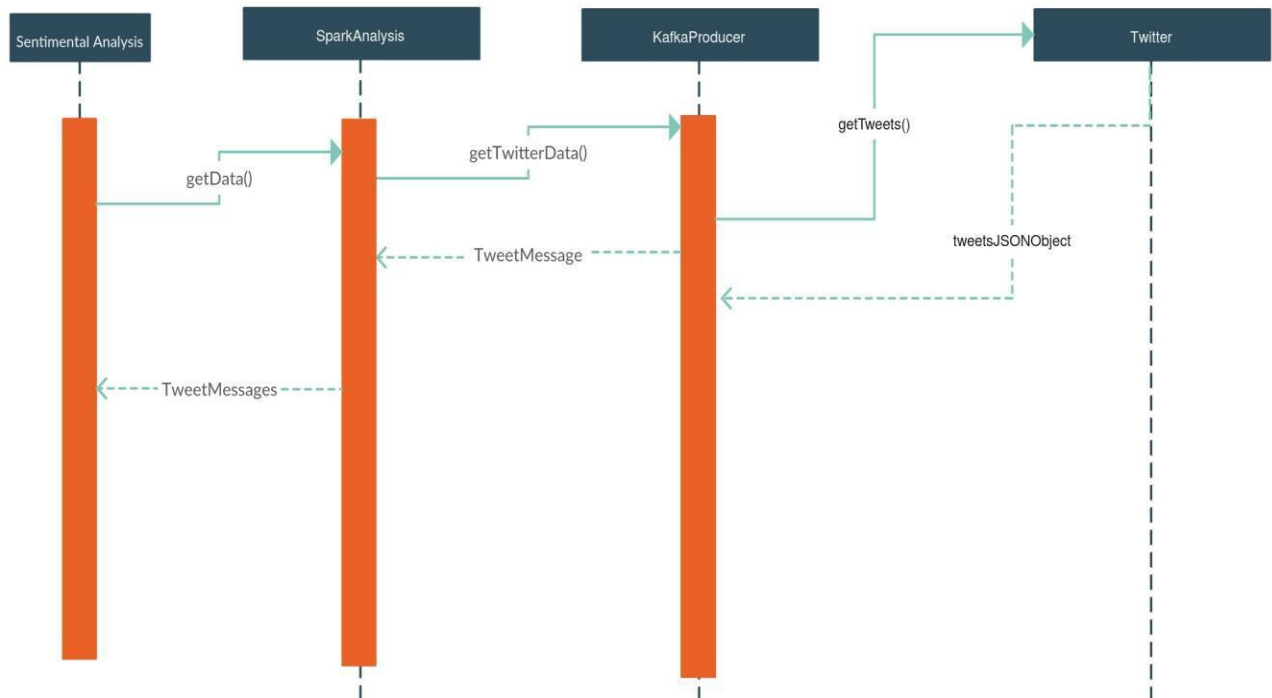 Sentimental Analysis
SparkAnalysis
KafkaProducer
Twitter
getTweets()
getTwitterData()
getData()
tweetsJSONObject
TweetMessage
TweetMessages